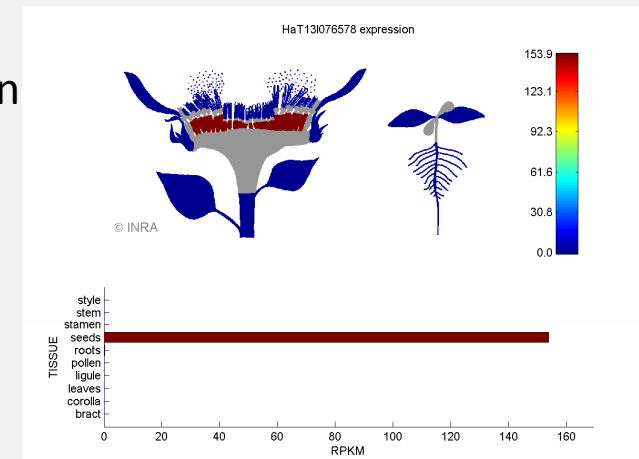 HaT13l076578 expression
n
153.9
123.1
92.3
61.6
30.8
0.0
© INRA
TISSUE
style
stem
stamen
seeds
roots
pollen
ligule
leaves
corolla
bract
0 20 40 60 80 100 120 140 160
RPKM